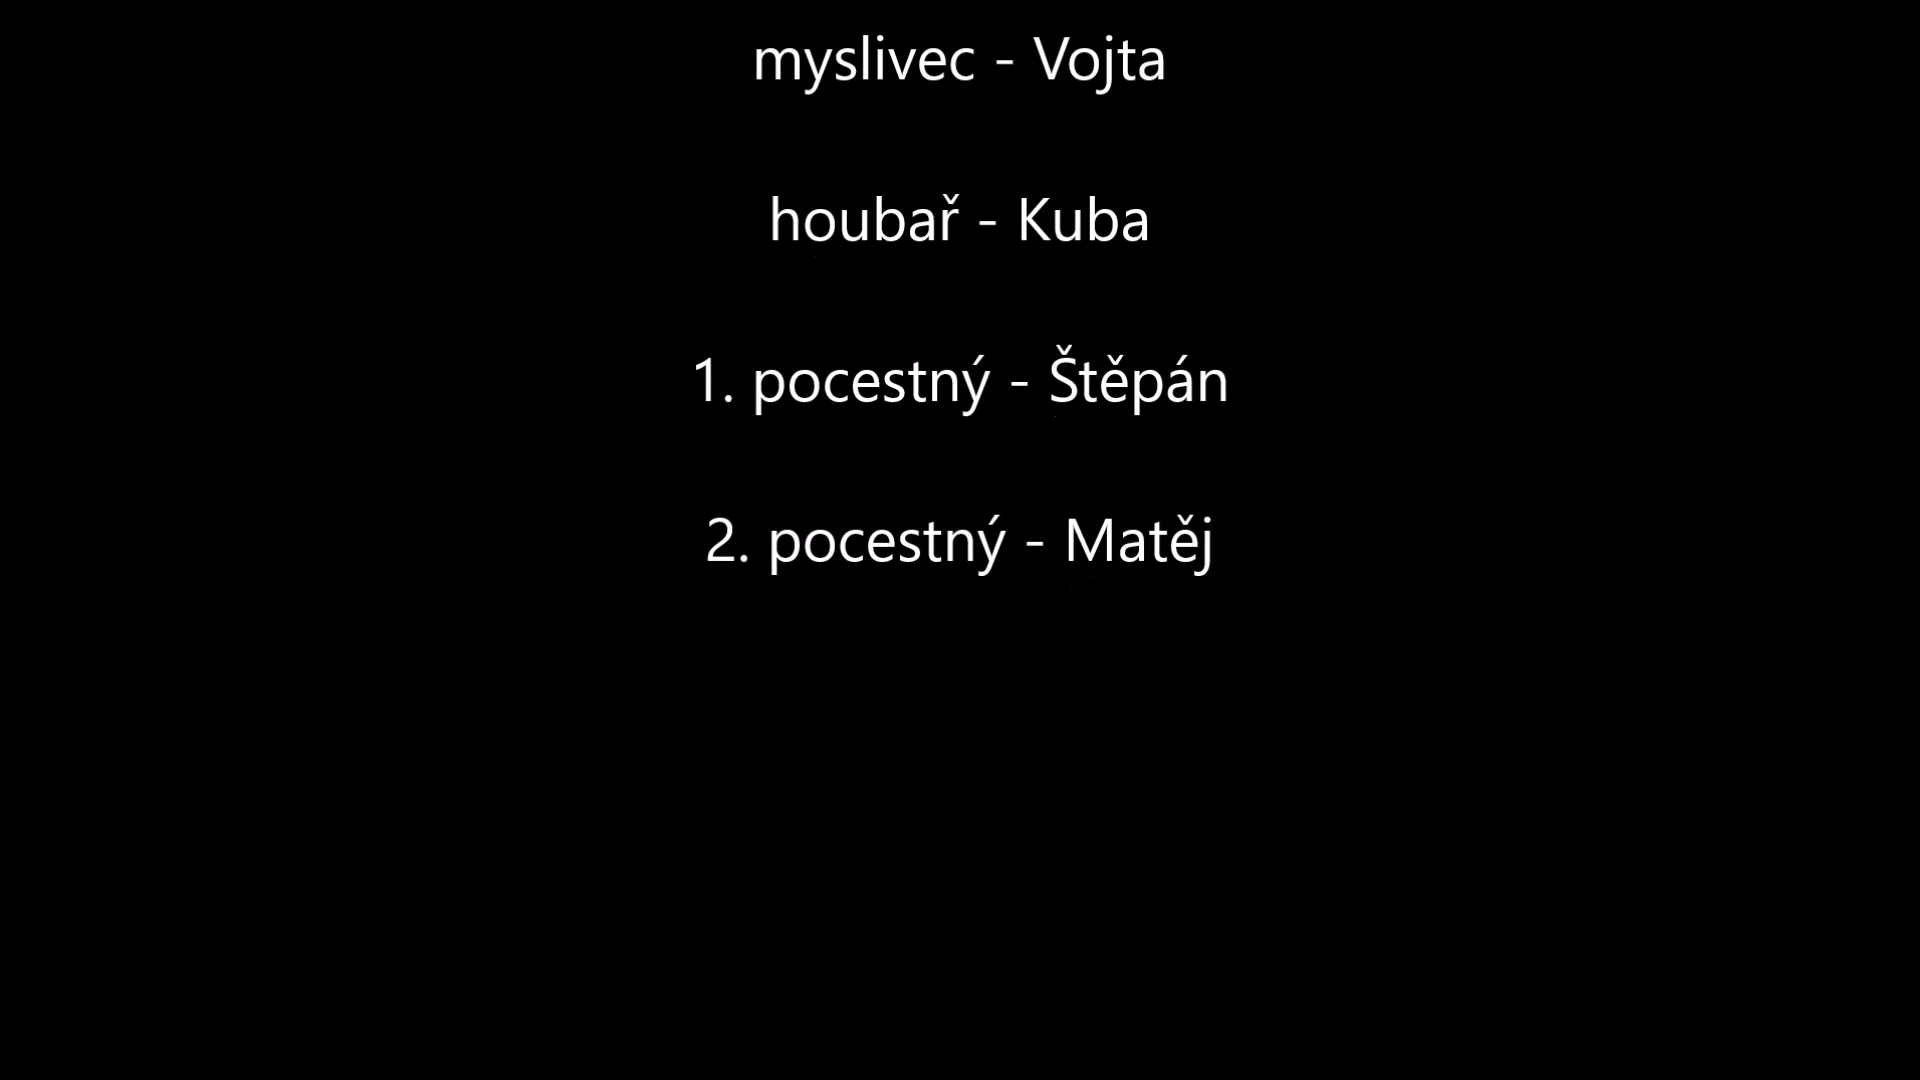 myslivec - Vojta
houbař - Kuba
1. pocestný - Štěpán
2. pocestný - Matěj